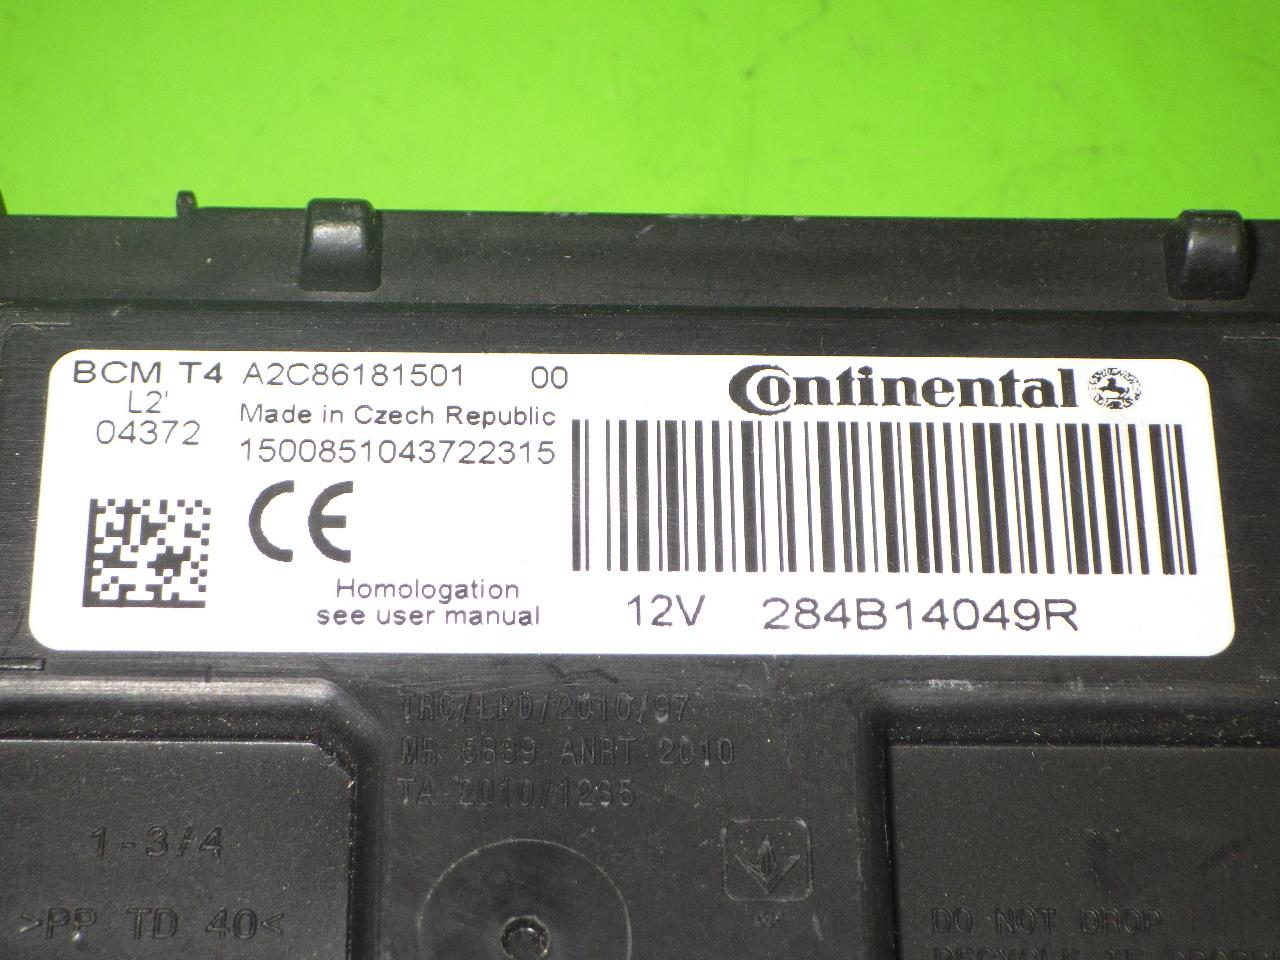 BCM T4 A2C86181501 00
L2'
04372
Made in Czech Republic
1500851043722315
Continental
CE
Homologation
see user manual
12V 284B14049R
TRC/LPD/2010/97
MR 5889 ANRT 2010
TA 2010/1235
1-3/4
>PP TD 40<
DO NOT DROP